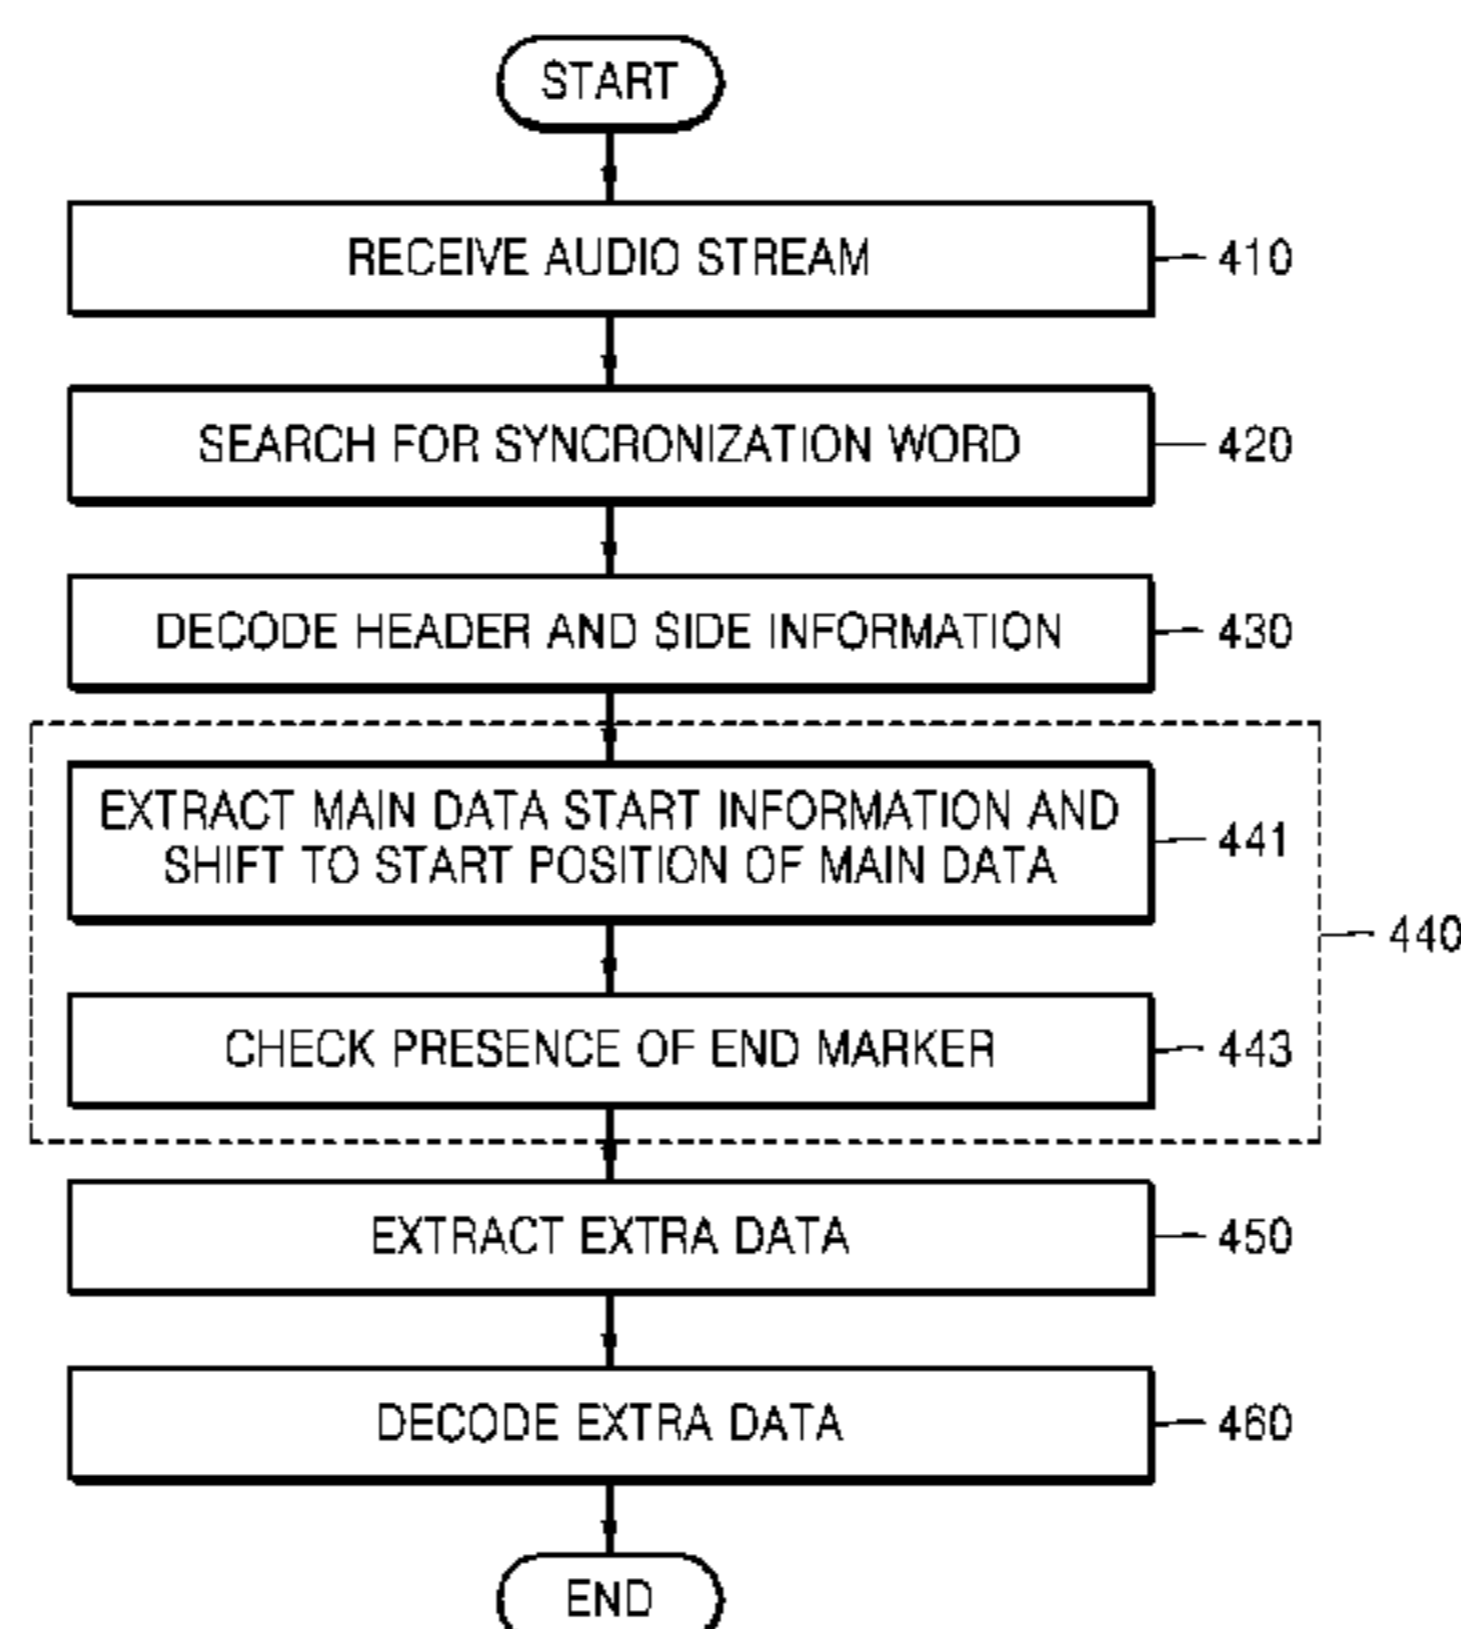 START
RECEIVE AUDIO STREAM
410
SEARCH FOR SYNCRONIZATION WORD
420
DECODE HEADER AND SIDE INFORMATION
430
EXTRACT MAIN DATA START INFORMATION AND
SHIFT TO START POSITION OF MAIN DATA
441
440
CHECK PRESENCE OF END MARKER
443
EXTRACT EXTRA DATA
450
DECODE EXTRA DATA
460
END